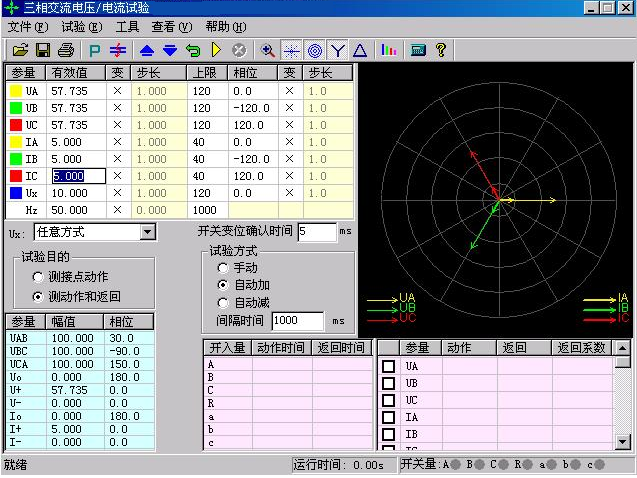 三相交流电压/电流试验
文件(F) 试验(E) 工具 查看(V) 帮助(H)
参量 有效值 变 步长 上限 相位 变 步长
UA 57.735 × 1.000 120 0.0 × 1.0
UB 57.735 × 1.000 120 -120.0 × 1.0
UC 57.735 × 1.000 120 120.0 × 1.0
IA 5.000 × 1.000 40 0.0 × 1.0
IB 5.000 × 1.000 40 -120.0 × 1.0
IC 5.000 × 1.000 40 120.0 × 1.0
Ux 10.000 × 1.000 120 0.0 × 1.0
Hz 50.000 × 0.000 1000
Ux: 任意方式 开关变位确认时间 5 ms
试验目的
测接点动作
测动作和返回
试验方式
手动
自动加
自动减
间隔时间 1000 ms
UA
UB
UC
IA
IB
IC
参量 幅值 相位
UAB 100.000 30.0
UBC 100.000 -90.0
UCA 100.000 150.0
Uo 0.000 180.0
U+ 57.735 0.0
U- 0.000 0.0
Io 0.000 180.0
I+ 5.000 0.0
I- 0.000 0.0
开入量 动作时间 返回时间
A
B
C
R
a
b
c
参量 动作 返回 返回系数
UA
UB
UC
IA
IB
就绪 运行时间: 0.00s 开关量:A B C R a b c